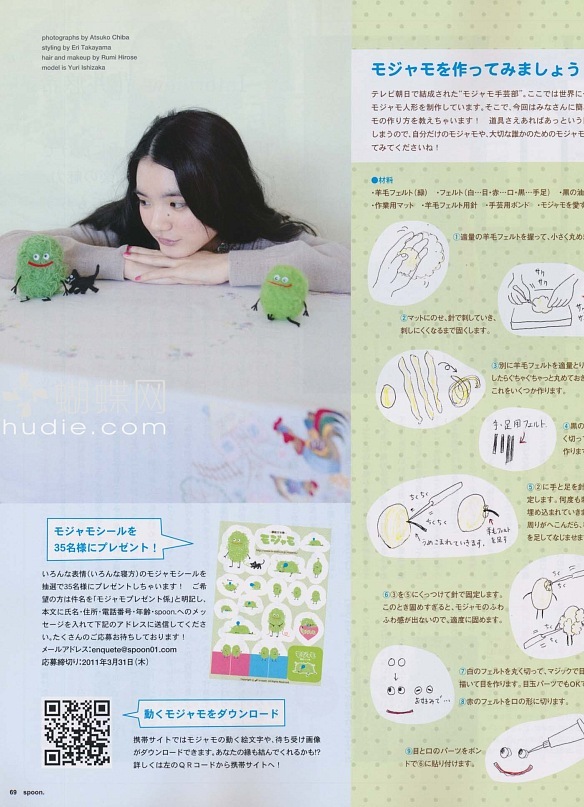 photographs by Atsuko Chiba
styling by Eri Takayama
hair and makeup by Rumi Hirose
model is Yuri Ishizaka
hudie.com
モジャモシールを
35名様にプレゼント！
いろんな表情（いろんな寝方）のモジャモシールを
抽選で35名様にプレゼントしちゃいます！　ご希
望の方は件名を「モジャモプレゼント係」と明記し、
本文に氏名・住所・電話番号・年齢・spoon.へのメッ
セージを入れて下記のアドレスに送信してくださ
い。たくさんのご応募お待ちしております！
メールアドレス：enquete@spoon01.com
応募締切り：2011年3月31日（木）
モジャモ
動くモジャモをダウンロード
携帯サイトではモジャモの動く絵文字や、待ち受け画像
がダウンロードできます。あなたの縁も結んでくれるかも!?
詳しくは左のQRコードから携帯サイトへ！
69 spoon.
モジャモを作ってみましょう
テレビ朝日で結成された“モジャモ手芸部”。ここでは世界に
モジャモ人形を制作しています。そこで、今回はみなさんに簡
モの作り方を教えちゃいます！　道具さえあればあっという
しまうので、自分だけのモジャモや、大切な誰かのためのモジャモ
てみてくださいね！
●材料
・羊毛フェルト（緑）　・フェルト（白…目・赤…口・黒…手足）　・黒の油
・作業用マット　・羊毛フェルト用針　・手芸用ボンド　・モジャモを愛す
①適量の羊毛フェルトを握って、小さく丸め
サク
サク
②マットにのせ、針で刺していき、
刺しにくくなるまで固くします。
③別に羊毛フェルトを適量とり
したらぐちゃぐちゃっと丸めておき
これをいくつか作ります。
手・足用フェルト
④黒の
く切っ
作りま
⑤②に手と足を針
定します。何度も
埋め込まれていき
周りがへこんだら、
を足してなじませま
ちくちく
ちくちく
うめこまれていきます。
羊毛フェルト
を足す
⑥③を⑤にくっつけて針で固定します。
このとき固めすぎると、モジャモのふわ
ふわ感が出ないので、適度に固めます。
ちくちく
⑦白のフェルトを丸く切って、マジックで目
描いて目を作ります。目玉パーツでもOK
⑧赤のフェルトを口の形に切ります。
お好みで…
⑨目と口のパーツをボン
ドで⑥に貼り付けます。